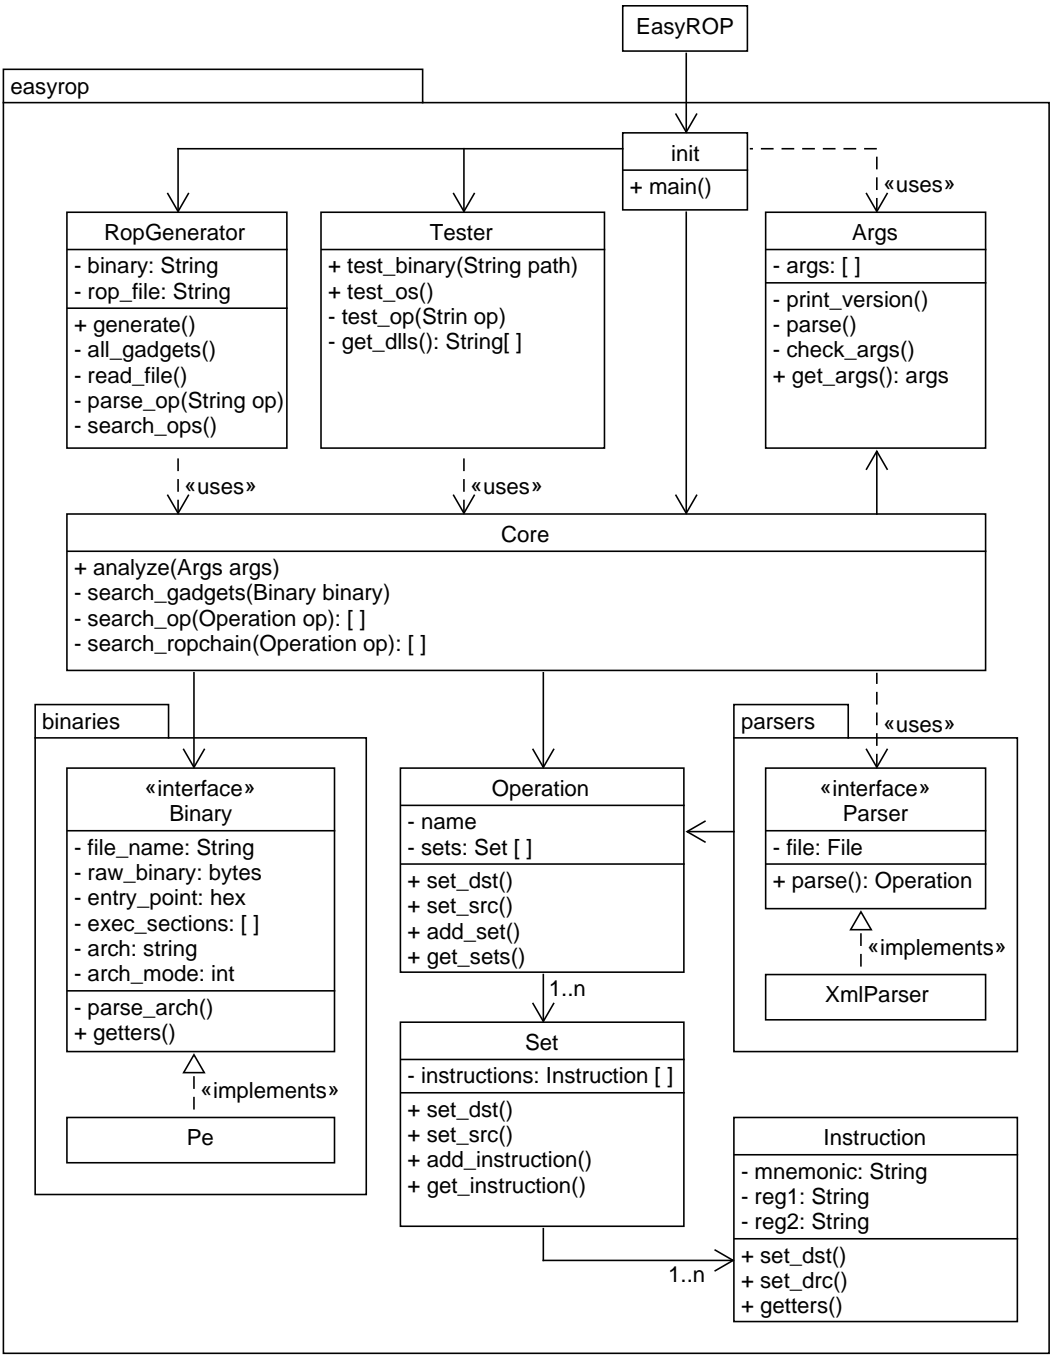 EasyROP
easyrop
init
+ main()
«uses»
RopGenerator
- binary: String
- rop_file: String
+ generate()
- all_gadgets()
- read_file()
- parse_op(String op)
- search_ops()
Tester
+ test_binary(String path)
+ test_os()
- test_op(Strin op)
- get_dlls(): String[ ]
Args
- args: [ ]
- print_version()
- parse()
- check_args()
+ get_args(): args
«uses»
«uses»
Core
+ analyze(Args args)
- search_gadgets(Binary binary)
- search_op(Operation op): [ ]
- search_ropchain(Operation op): [ ]
«uses»
binaries
«interface»
Binary
- file_name: String
- raw_binary: bytes
- entry_point: hex
- exec_sections: [ ]
- arch: string
- arch_mode: int
- parse_arch()
+ getters()
«implements»
Pe
Operation
- name
- sets: Set [ ]
+ set_dst()
+ set_src()
+ add_set()
+ get_sets()
1..n
Set
- instructions: Instruction [ ]
+ set_dst()
+ set_src()
+ add_instruction()
+ get_instruction()
1..n
parsers
«interface»
Parser
- file: File
+ parse(): Operation
«implements»
XmlParser
Instruction
- mnemonic: String
- reg1: String
- reg2: String
+ set_dst()
+ set_drc()
+ getters()